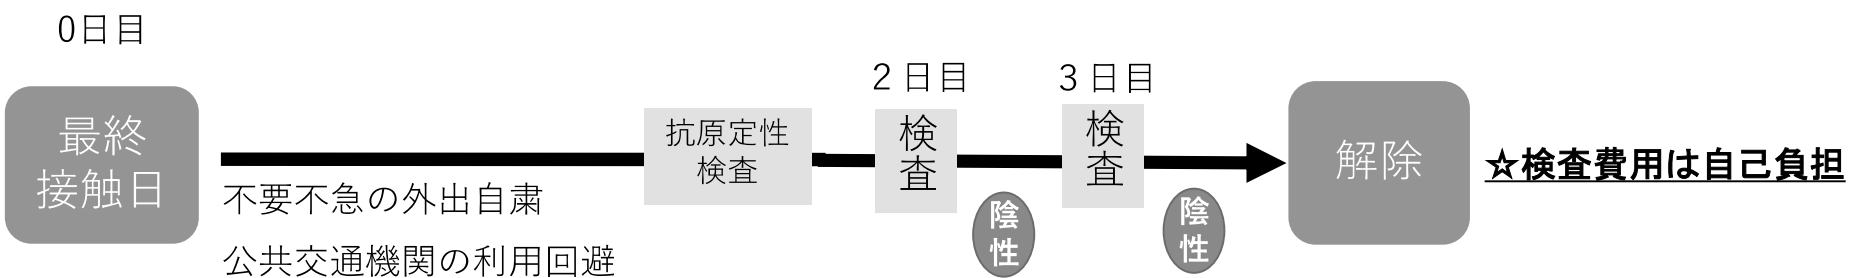 0日目
最終
接触日
不要不急の外出自粛
公共交通機関の利用回避
抗原定性
検査
2日目
検
査
陰
性
3日目
検
査
陰
性
解除
☆検査費用は自己負担